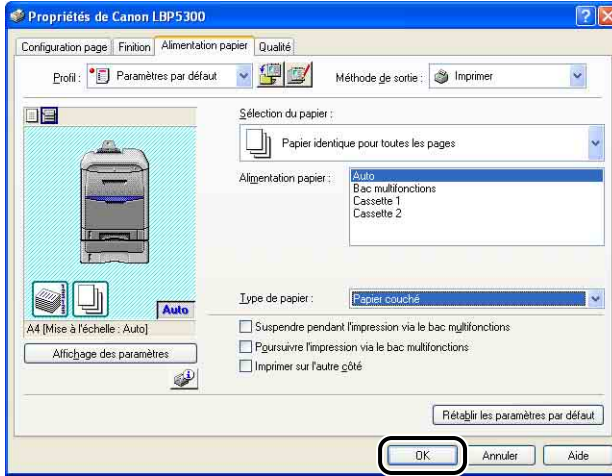 Propriétés de Canon LBP5300
Configuration page Finition Alimentation papier Qualité
Profil : Paramètres par défaut Méthode de sortie : Imprimer
Sélection du papier :
Papier identique pour toutes les pages
Alimentation papier :
Auto
Bac multifonctions
Cassette 1
Cassette 2
Auto
Type de papier : Papier couché
A4 [Mise à l'échelle : Auto]
Suspendre pendant l'impression via le bac multifonctions
Affichage des paramètres
Poursuivre l'impression via le bac multifonctions
Imprimer sur l'autre côté
Rétablir les paramètres par défaut
OK Annuler Aide